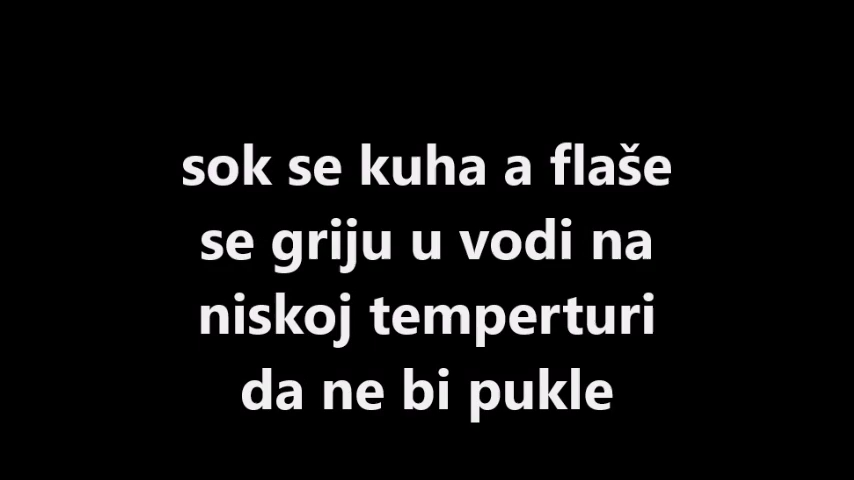 sok se kuha a flaše
se griju u vodi na
niskoj temperturi
da ne bi pukle